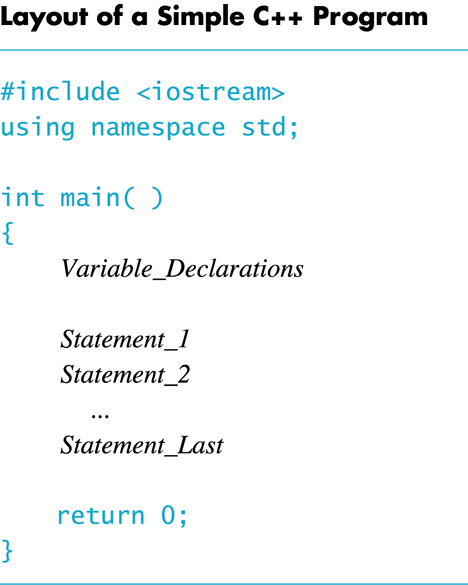 Layout of a Simple C++ Program
#include <iostream>
using namespace std;
int main( )
{
Variable_Declarations
Statement_1
Statement_2
...
Statement_Last
return 0;
}